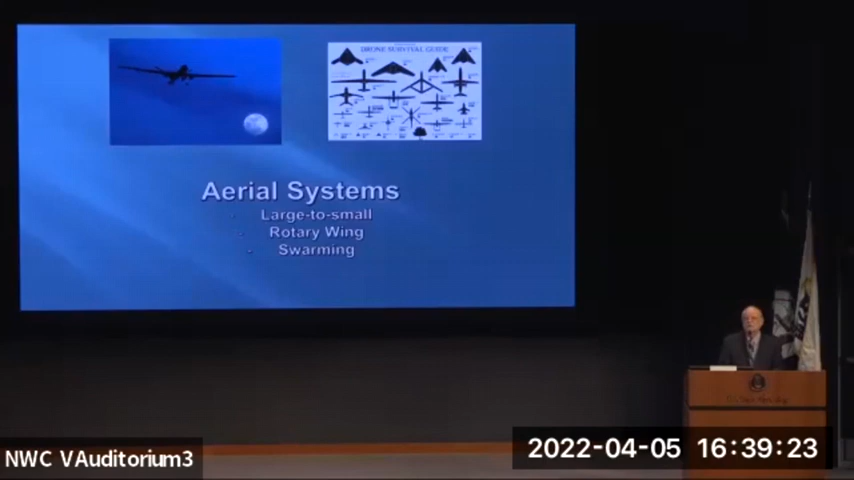 DRONE SURVIVAL GUIDE
Aerial Systems
- Large-to-small
- Rotary Wing
- Swarming
NWC VAuditorium3
2022-04-05 16:39:23